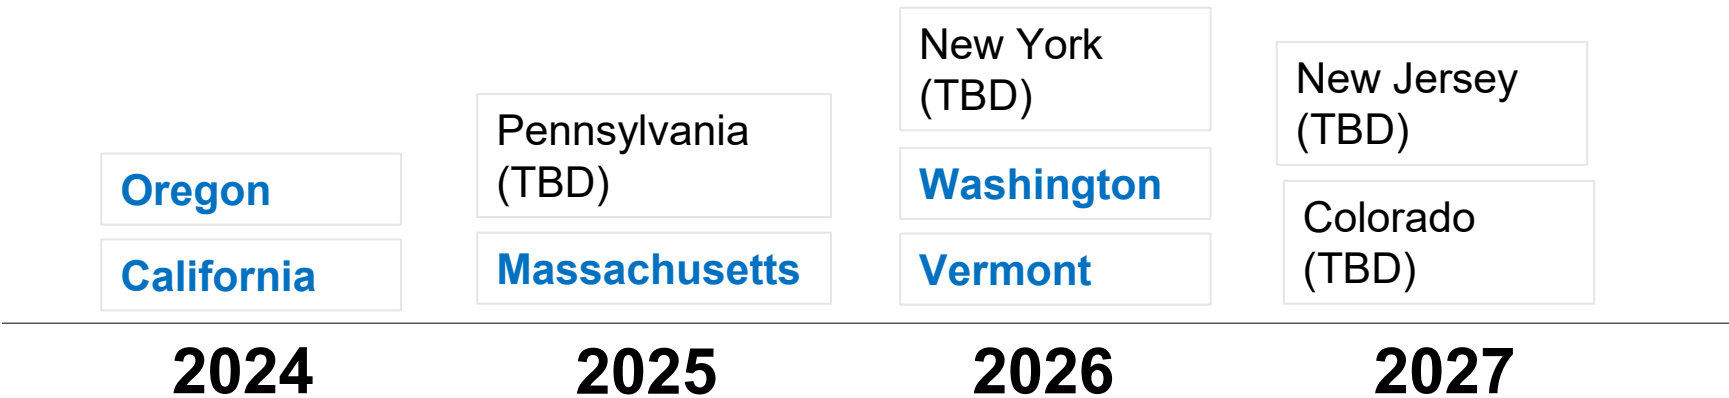 Oregon
California
2024
Pennsylvania
(TBD)
Massachusetts
2025
New York
(TBD)
Washington
Vermont
2026
New Jersey
(TBD)
Colorado
(TBD)
2027